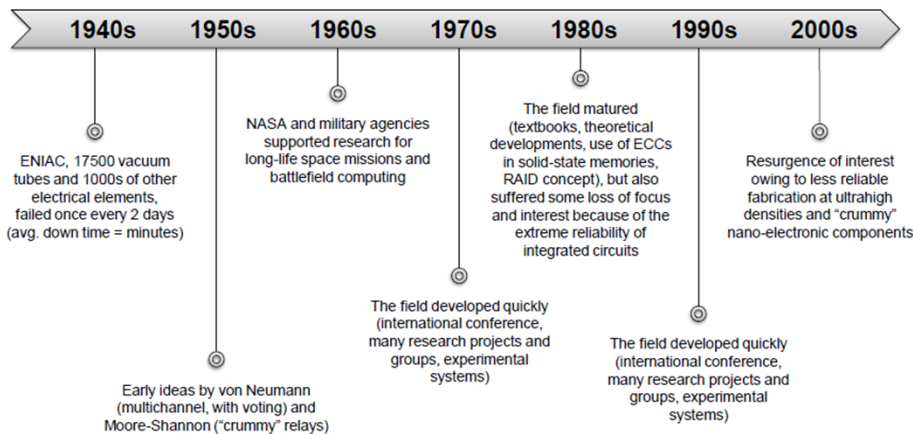 1940s 1950s 1960s 1970s 1980s 1990s 2000s
ENIAC, 17500 vacuum
tubes and 1000s of other
electrical elements,
failed once every 2 days
(avg. down time = minutes)
Early ideas by von Neumann
(multichannel, with voting) and
Moore-Shannon (“crummy” relays)
NASA and military agencies
supported research for
long-life space missions and
battlefield computing
The field developed quickly
(international conference,
many research projects and
groups, experimental
systems)
The field matured
(textbooks, theoretical
developments, use of ECCs
in solid-state memories,
RAID concept), but also
suffered some loss of focus
and interest because of the
extreme reliability of
integrated circuits
The field developed quickly
(international conference,
many research projects and
groups, experimental
systems)
Resurgence of interest
owing to less reliable
fabrication at ultrahigh
densities and “crummy”
nano-electronic components